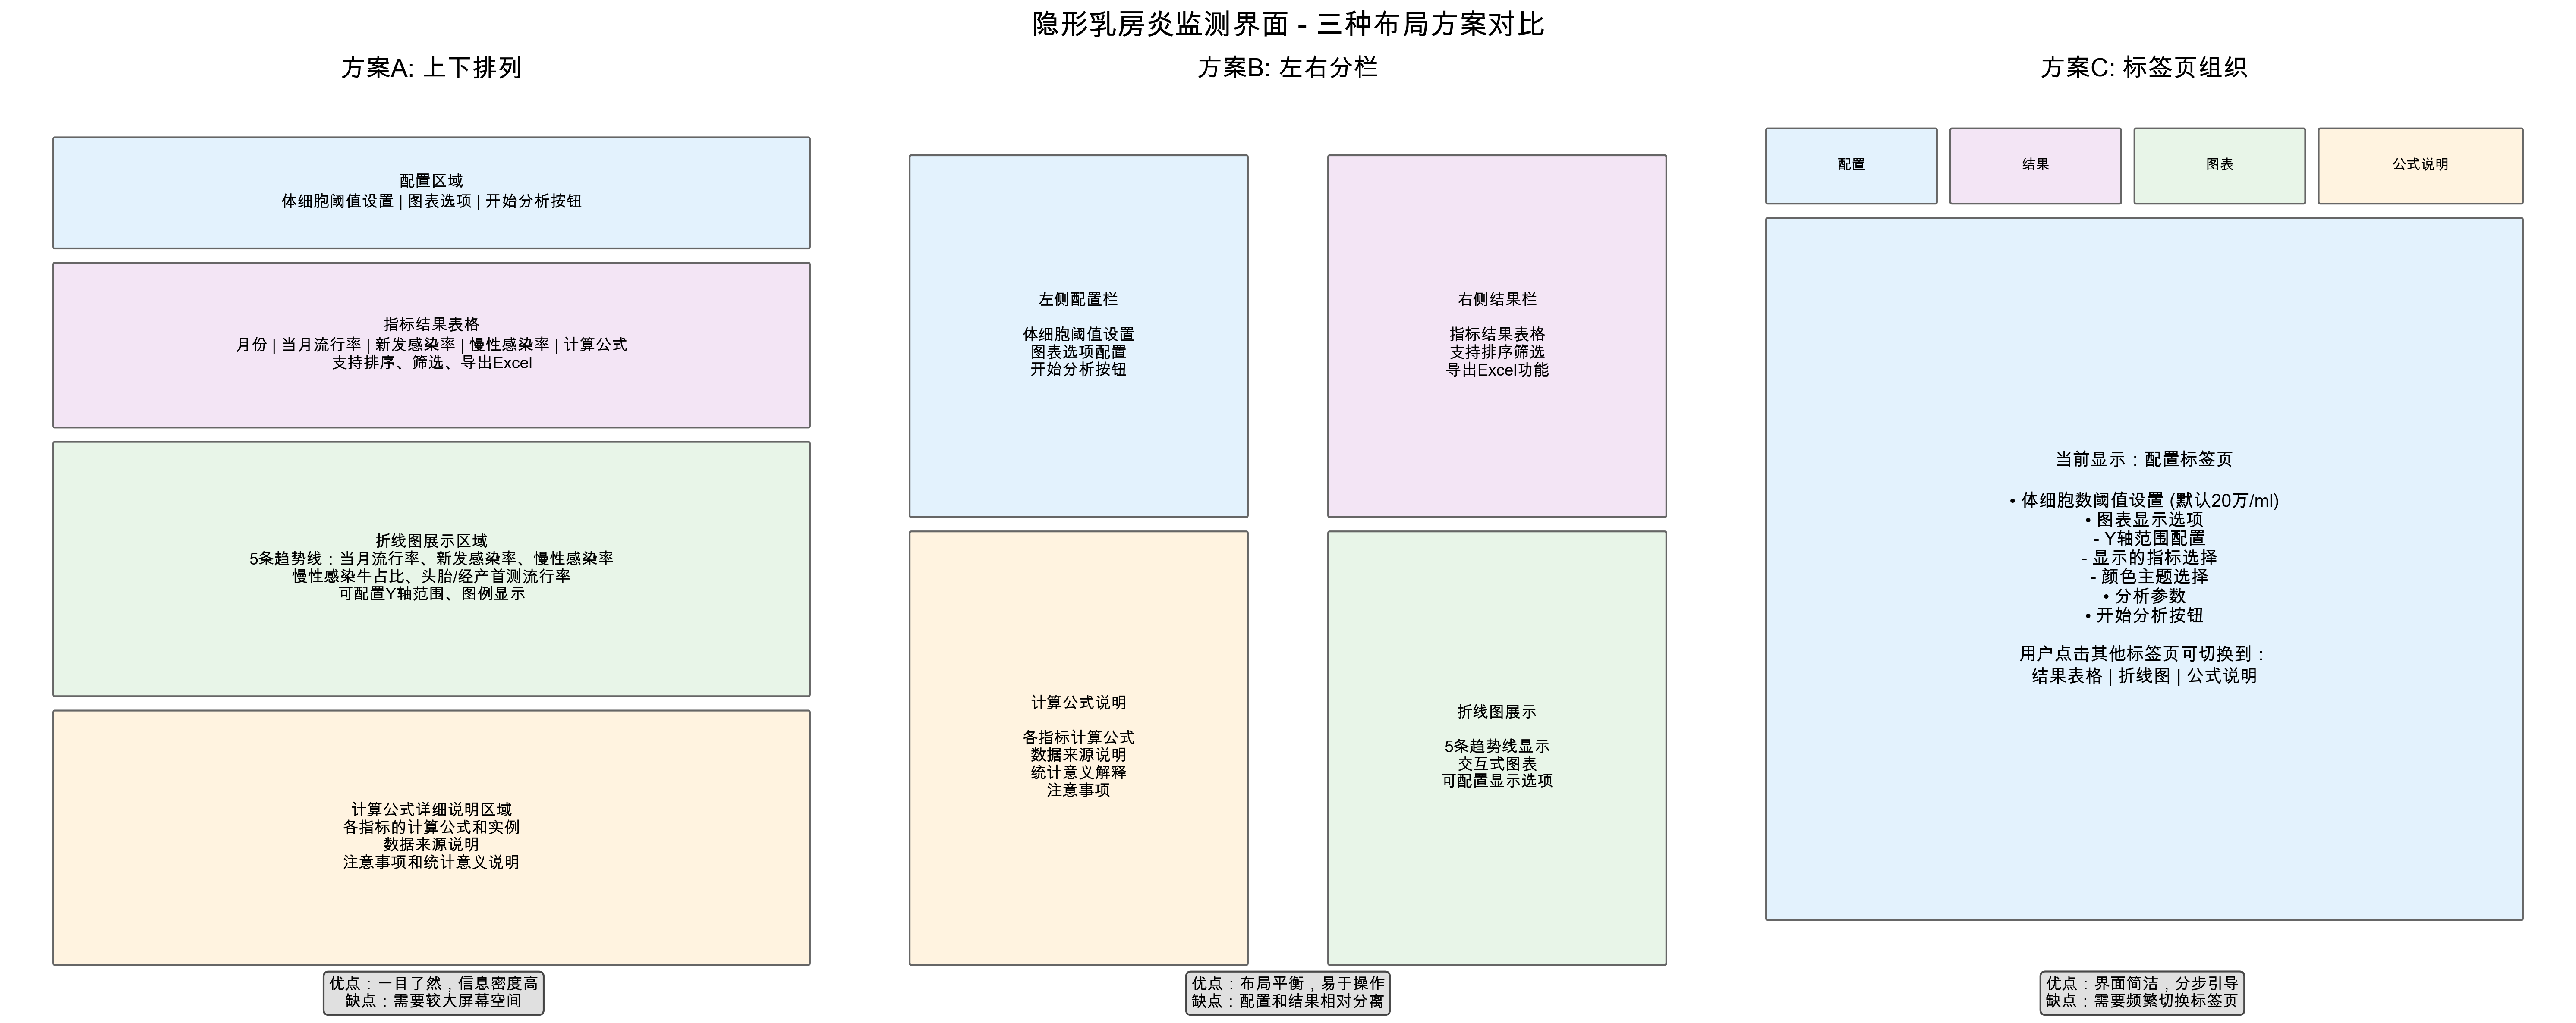 隐形乳房炎监测界面 - 三种布局方案对比
方案A: 上下排列
配置区域
体细胞阈值设置 | 图表选项 | 开始分析按钮
指标结果表格
月份 | 当月流行率 | 新发感染率 | 慢性感染率 | 计算公式
支持排序、筛选、导出Excel
折线图展示区域
5条趋势线：当月流行率、新发感染率、慢性感染率
慢性感染牛占比、头胎/经产首测流行率
可配置Y轴范围、图例显示
计算公式详细说明区域
各指标的计算公式和实例
数据来源说明
注意事项和统计意义说明
优点：一目了然，信息密度高
缺点：需要较大屏幕空间
方案B: 左右分栏
左侧配置栏
体细胞阈值设置
图表选项配置
开始分析按钮
右侧结果栏
指标结果表格
支持排序筛选
导出Excel功能
计算公式说明
各指标计算公式
数据来源说明
统计意义解释
注意事项
折线图展示
5条趋势线显示
交互式图表
可配置显示选项
优点：布局平衡，易于操作
缺点：配置和结果相对分离
方案C: 标签页组织
配置
结果
图表
公式说明
当前显示：配置标签页
• 体细胞数阈值设置 (默认20万/ml)
• 图表显示选项
- Y轴范围配置
- 显示的指标选择
- 颜色主题选择
• 分析参数
• 开始分析按钮
用户点击其他标签页可切换到：
结果表格 | 折线图 | 公式说明
优点：界面简洁，分步引导
缺点：需要频繁切换标签页